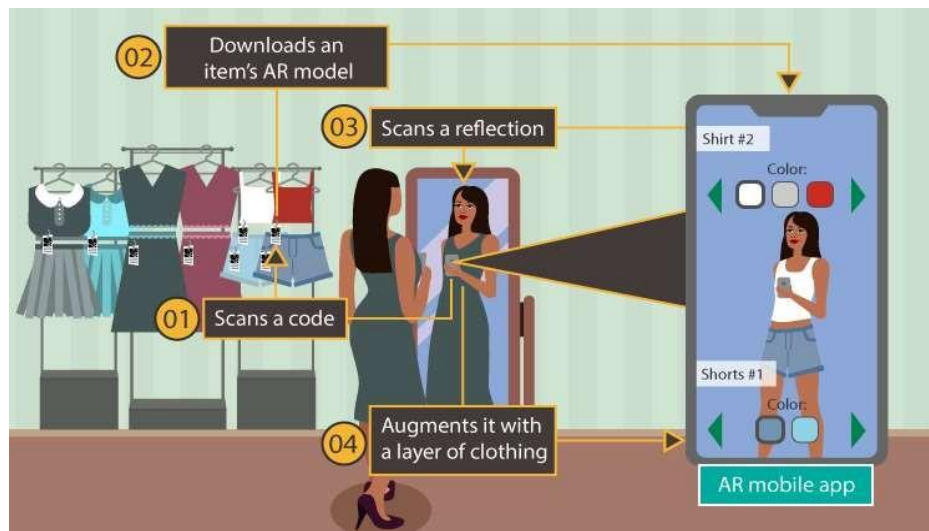 02
Downloads an
item's AR model
03
Scans a reflection
01
Scans a code
04
Augments it with
a layer of clothing
Shirt #2
Color:
Shorts #1
Color:
AR mobile app